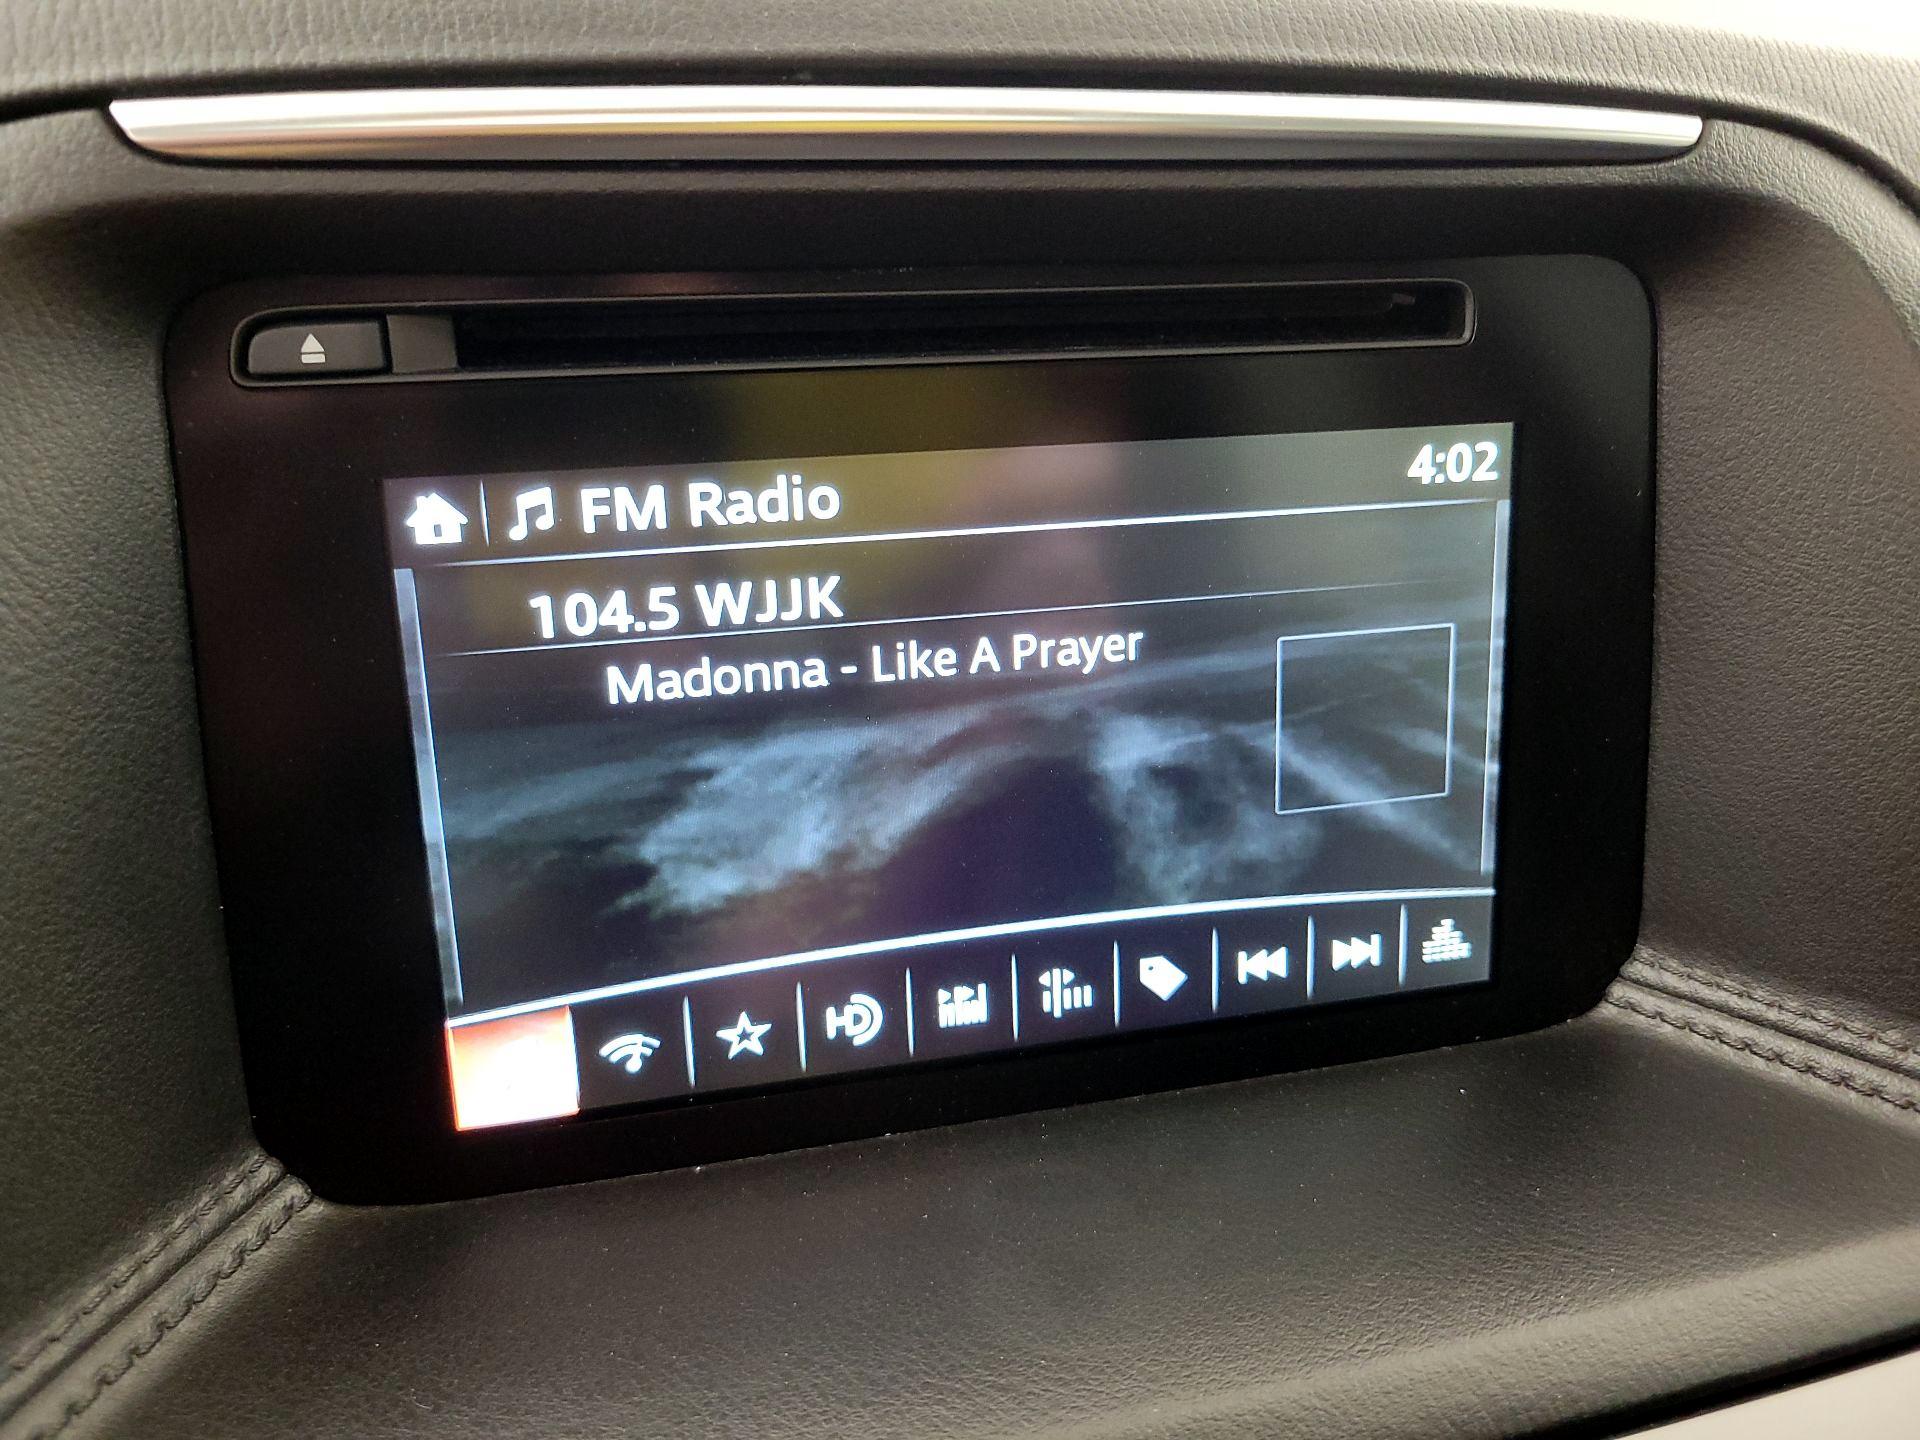 4:02
FM Radio
104.5 WJJK
Madonna - Like A Prayer
HD